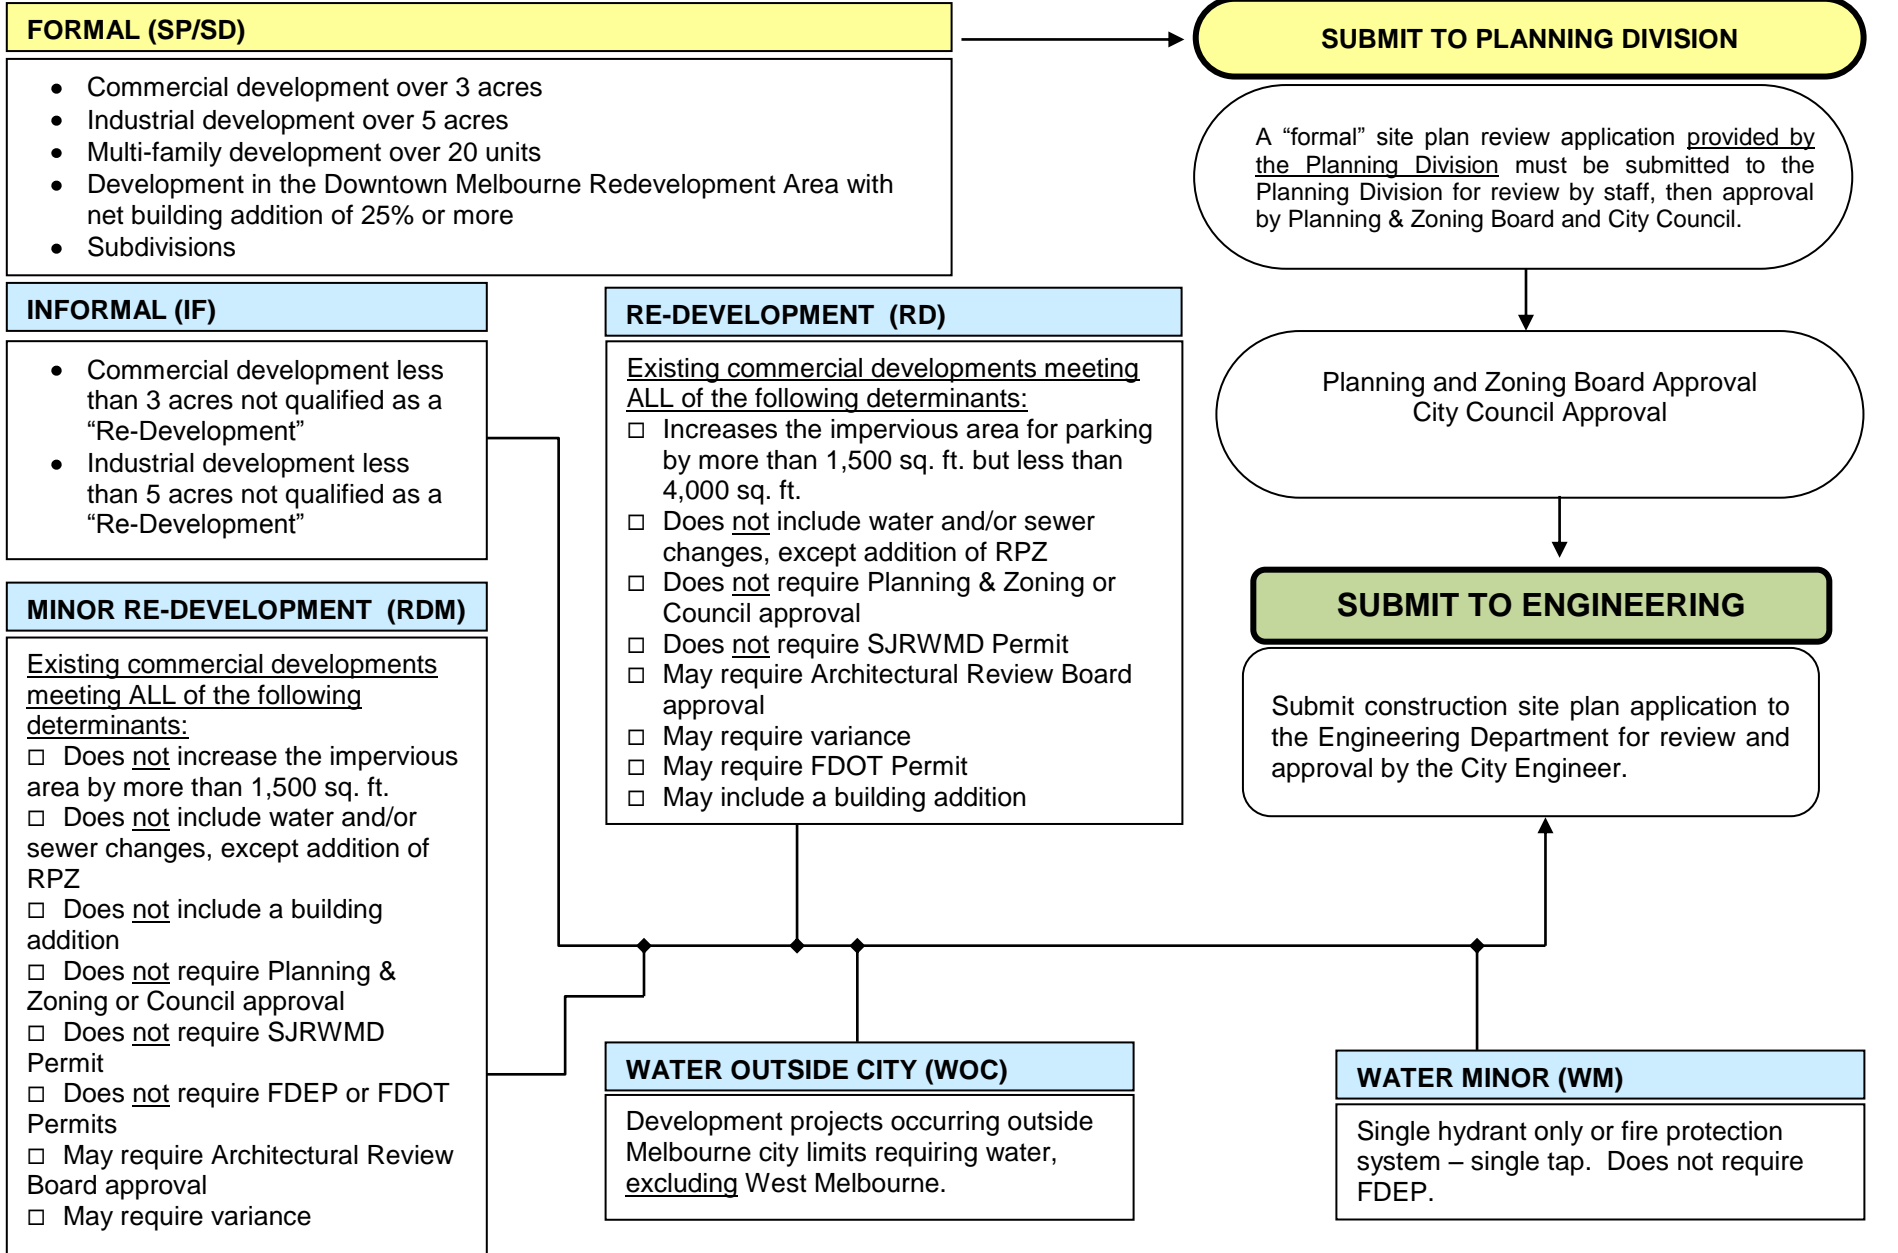 FORMAL (SP/SD)
• Commercial development over 3 acres
• Industrial development over 5 acres
• Multi-family development over 20 units
• Development in the Downtown Melbourne Redevelopment Area with
net building addition of 25% or more
• Subdivisions
SUBMIT TO PLANNING DIVISION
A “formal” site plan review application provided by
the Planning Division must be submitted to the
Planning Division for review by staff, then approval
by Planning & Zoning Board and City Council.
INFORMAL (IF)
• Commercial development less
than 3 acres not qualified as a
“Re-Development”
• Industrial development less
than 5 acres not qualified as a
“Re-Development”
RE-DEVELOPMENT (RD)
Existing commercial developments meeting
ALL of the following determinants:
□ Increases the impervious area for parking
by more than 1,500 sq. ft. but less than
4,000 sq. ft.
□ Does not include water and/or sewer
changes, except addition of RPZ
□ Does not require Planning & Zoning or
Council approval
□ Does not require SJRWMD Permit
□ May require Architectural Review Board
approval
□ May require variance
□ May require FDOT Permit
□ May include a building addition
Planning and Zoning Board Approval
City Council Approval
SUBMIT TO ENGINEERING
Submit construction site plan application to
the Engineering Department for review and
approval by the City Engineer.
MINOR RE-DEVELOPMENT (RDM)
Existing commercial developments
meeting ALL of the following
determinants:
□ Does not increase the impervious
area by more than 1,500 sq. ft.
□ Does not include water and/or
sewer changes, except addition of
RPZ
□ Does not include a building
addition
□ Does not require Planning &
Zoning or Council approval
□ Does not require SJRWMD
Permit
□ Does not require FDEP or FDOT
Permits
□ May require Architectural Review
Board approval
□ May require variance
WATER OUTSIDE CITY (WOC)
Development projects occurring outside
Melbourne city limits requiring water,
excluding West Melbourne.
WATER MINOR (WM)
Single hydrant only or fire protection
system – single tap. Does not require
FDEP.